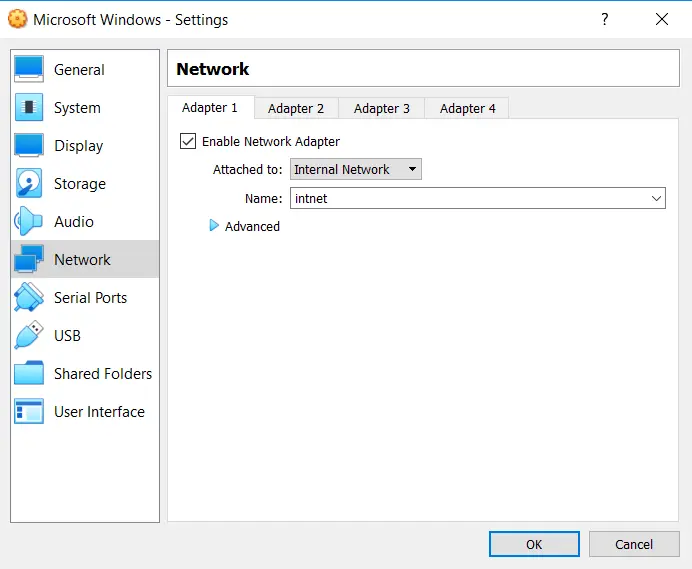 Microsoft Windows - Settings
?
General
System
Display
Storage
Audio
Network
Serial Ports
USB
Shared Folders
User Interface
Network
Adapter 1 Adapter 2 Adapter 3 Adapter 4
Enable Network Adapter
Attached to: Internal Network
Name: intnet
Advanced
OK Cancel